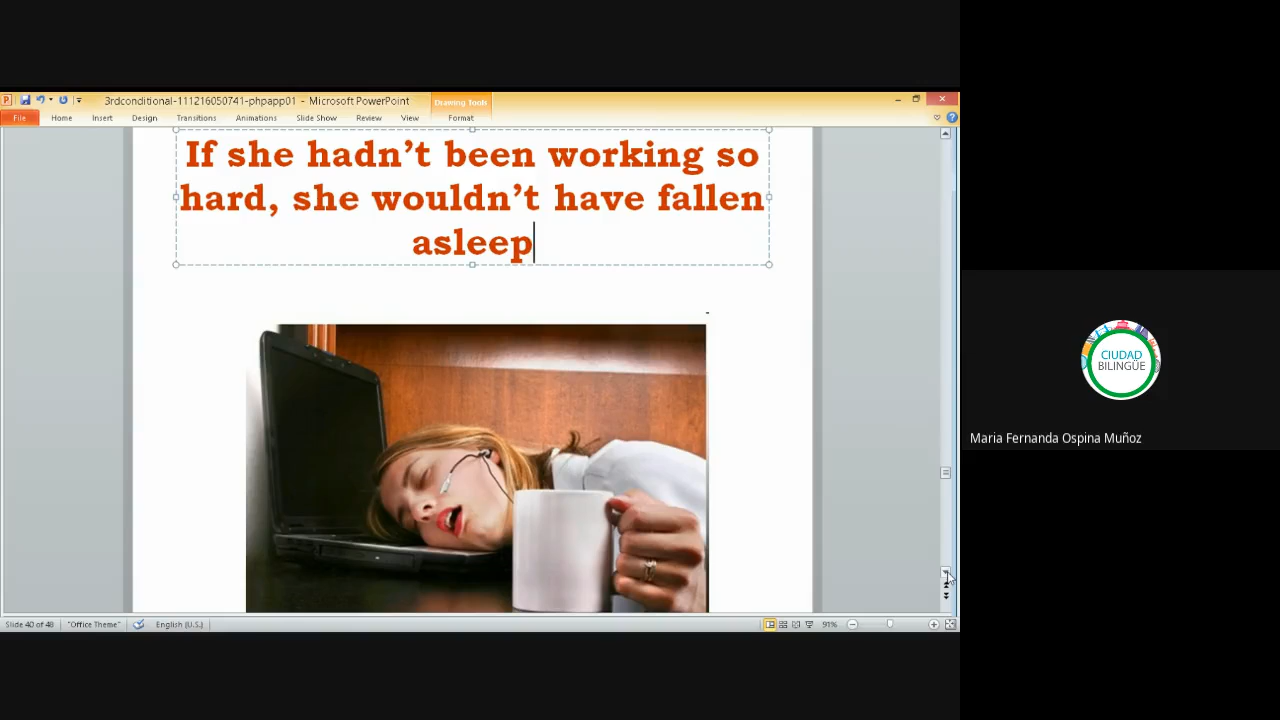 3rdconditional-111216050741-phpapp01 - Microsoft PowerPoint
Drawing Tools
File Home Insert Design Transitions Animations Slide Show Review View Format
If she hadn’t been working so
hard, she wouldn’t have fallen
asleep
CIUDAD
BILINGÜE
Maria Fernanda Ospina Muñoz
Slide 40 of 48 "Office Theme" English (U.S.) 91%